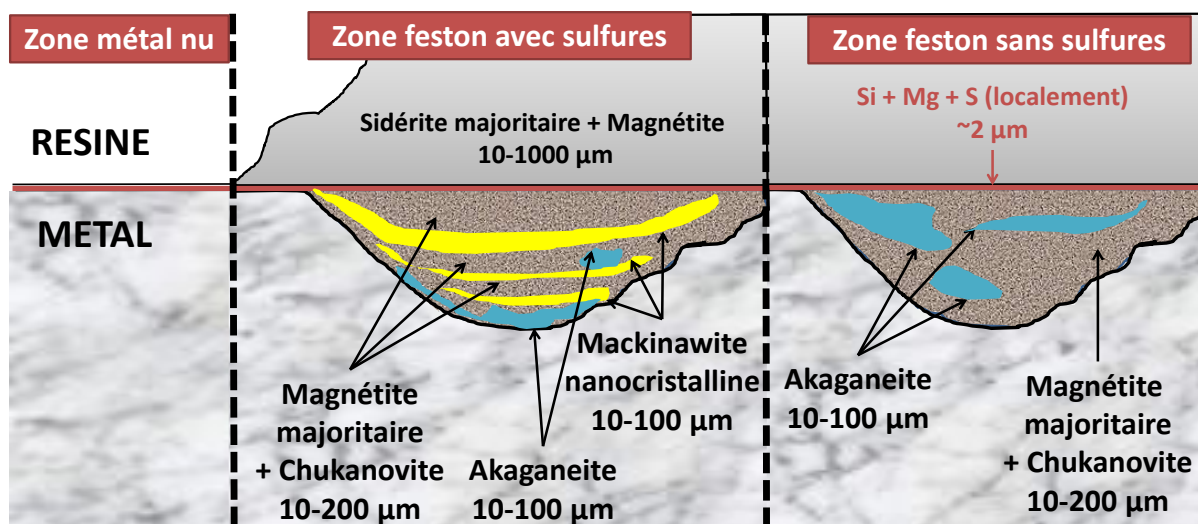 Zone métal nu
Zone feston avec sulfures
Zone feston sans sulfures
RESINE
Sidérite majoritaire + Magnétite
10-1000 μm
Si + Mg + S (localement)
~2 μm
METAL
Magnétite
majoritaire
+ Chukanovite
10-200 μm
Akaganeite
10-100 μm
Mackinawite
nanocristalline
10-100 μm
Akaganeite
10-100 μm
Magnétite
majoritaire
+ Chukanovite
10-200 μm